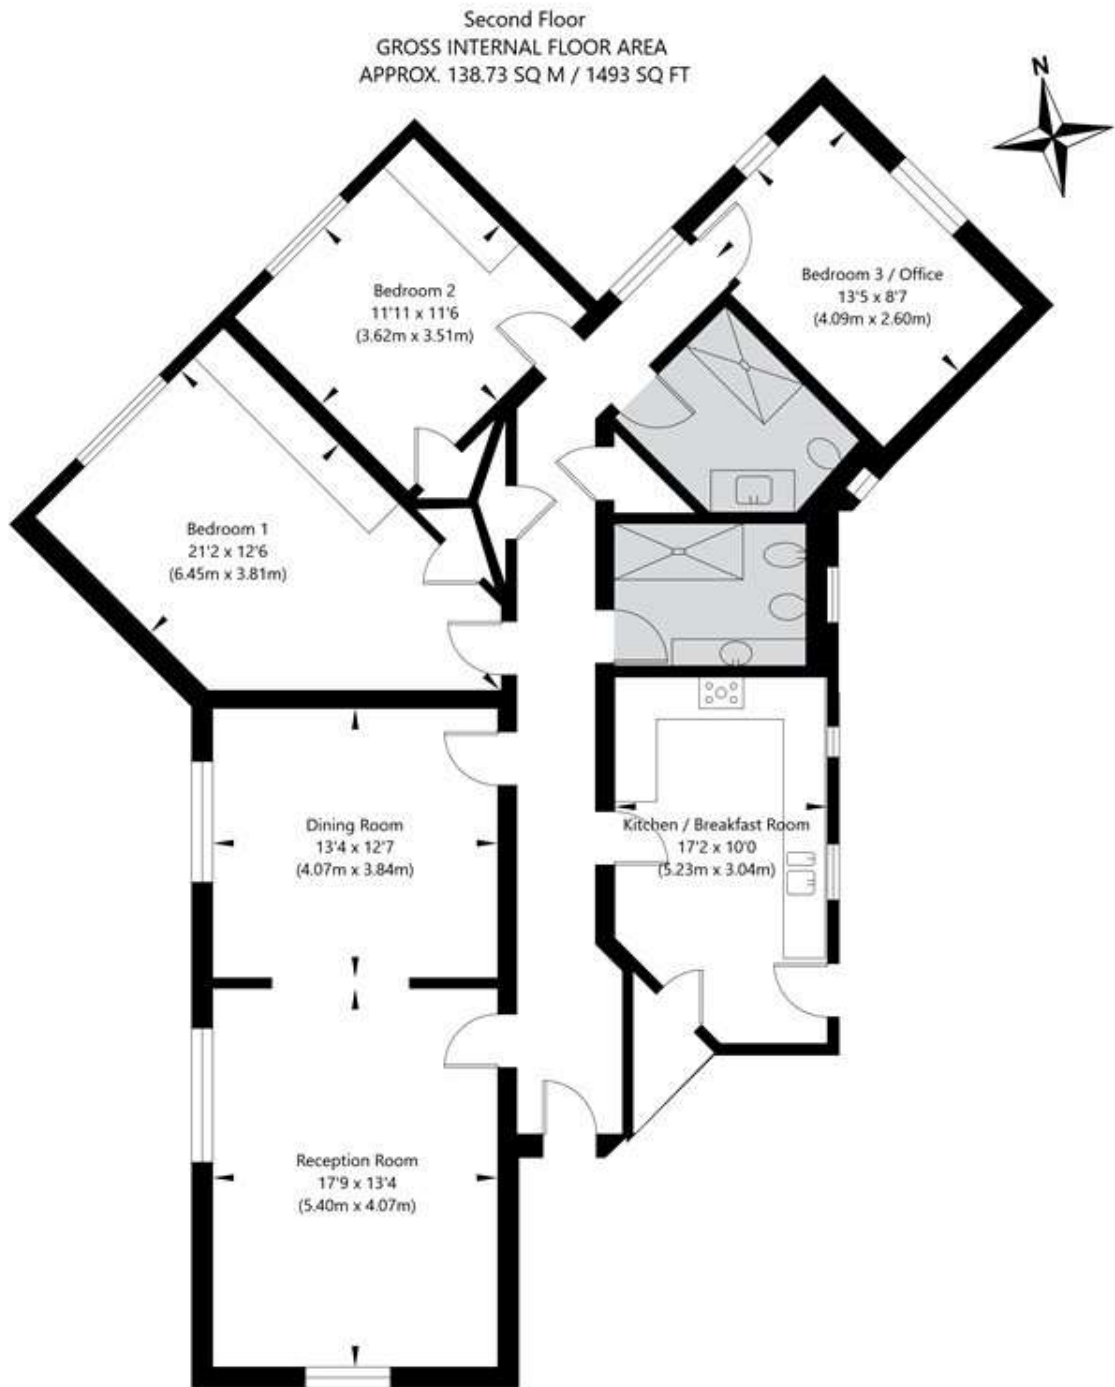 Second Floor
GROSS INTERNAL FLOOR AREA
APPROX. 138.73 SQ M / 1493 SQ FT
N
Bedroom 3 / Office
13'5 x 8'7
(4.09m x 2.60m)
Bedroom 2
11'11 x 11'6
(3.62m x 3.51m)
Bedroom 1
21'2 x 12'6
(6.45m x 3.81m)
Dining Room
13'4 x 12'7
(4.07m x 3.84m)
Kitchen / Breakfast Room
17'2 x 10'0
(5.23m x 3.04m)
Reception Room
17'9 x 13'4
(5.40m x 4.07m)